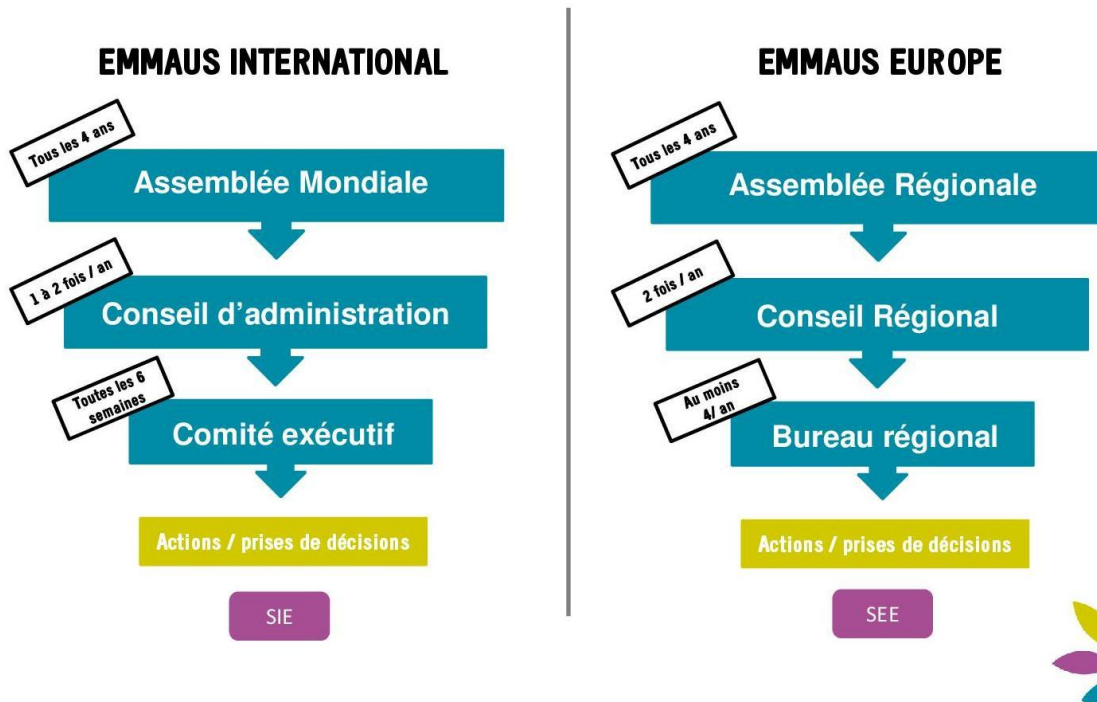 EMMAUS INTERNATIONAL
Tous les 4 ans
Assemblée Mondiale
1 à 2 fois / an
Conseil d’administration
Toutes les 6
semaines
Comité exécutif
Actions / prises de décisions
SIE
EMMAUS EUROPE
Tous les 4 ans
Assemblée Régionale
2 fois / an
Conseil Régional
Au moins
4/ an
Bureau régional
Actions / prises de décisions
SEE